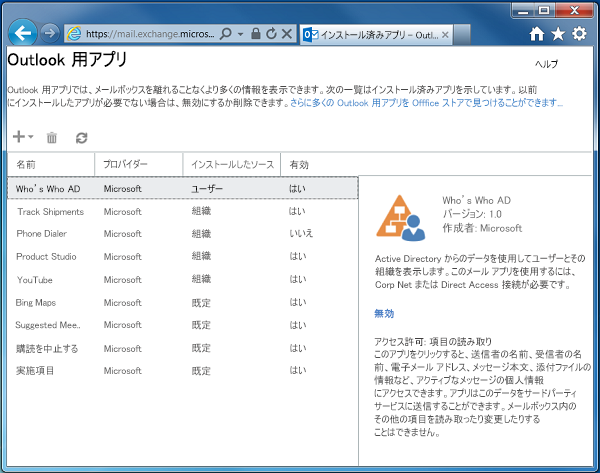 https://mail.exchange.micros...
インストール済みアプリ – Outl...
Outlook 用アプリ
ヘルプ
Outlook 用アプリでは、メールボックスを離れることなくより多くの情報を表示できます。次の一覧はインストール済みアプリを示しています。以前
にインストールしたアプリが必要でない場合は、無効にするか削除できます。さらに多くの Outlook 用アプリを Offfice ストアで見つけることができます...
名前 プロバイダー インストールしたソース 有効
Who's Who AD Microsoft ユーザー はい
Track Shipments Microsoft 組織 はい
Phone Dialer Microsoft 組織 いいえ
Product Studio Microsoft 組織 はい
YouTube Microsoft 組織 はい
Bing Maps Microsoft 既定 はい
Suggested Mee.. Microsoft 既定 はい
購読を中止する Microsoft 既定 はい
実施項目 Microsoft 既定 はい
Who's Who AD
バージョン: 1.0
作成者: Microsoft
Active Directory からのデータを使用してユーザーとその
組織を表示します。このメール アプリを使用するには、
Corp Net または Direct Access 接続が必要です。
無効
アクセス許可: 項目の読み取り
このアプリをクリックすると、送信者の名前、受信者の名
前、電子メール アドレス、メッセージ本文、添付ファイルの
情報など、アクティブなメッセージの個人情報
にアクセスできます。アプリはこのデータをサードパーティ
サービスに送信することができます。メールボックス内の
その他の項目を読み取ったり変更したりする
ことはできません。